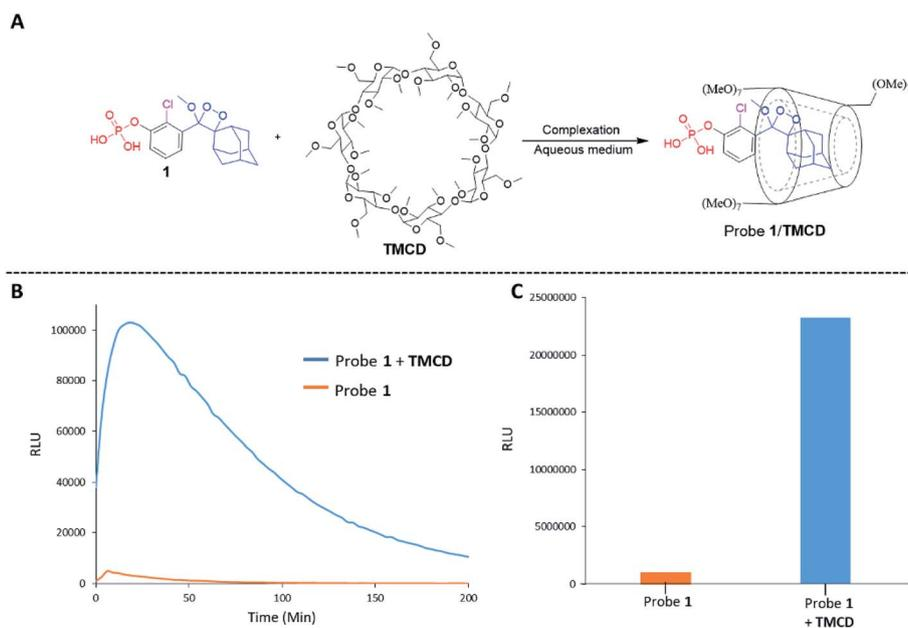 A
O
P
HO
OH
O
Cl
O
O
O
1
+
TMCD
Complexation
Aqueous medium
(MeO)7
(OMe)
Cl
O
O
O
O
O
P
HO
OH
(MeO)7
Probe 1/TMCD
B
RLU
100000
80000
60000
40000
20000
0
0
50
100
150
200
Time (Min)
Probe 1 + TMCD
Probe 1
C
RLU
25000000
20000000
15000000
10000000
5000000
0
Probe 1
Probe 1
+ TMCD